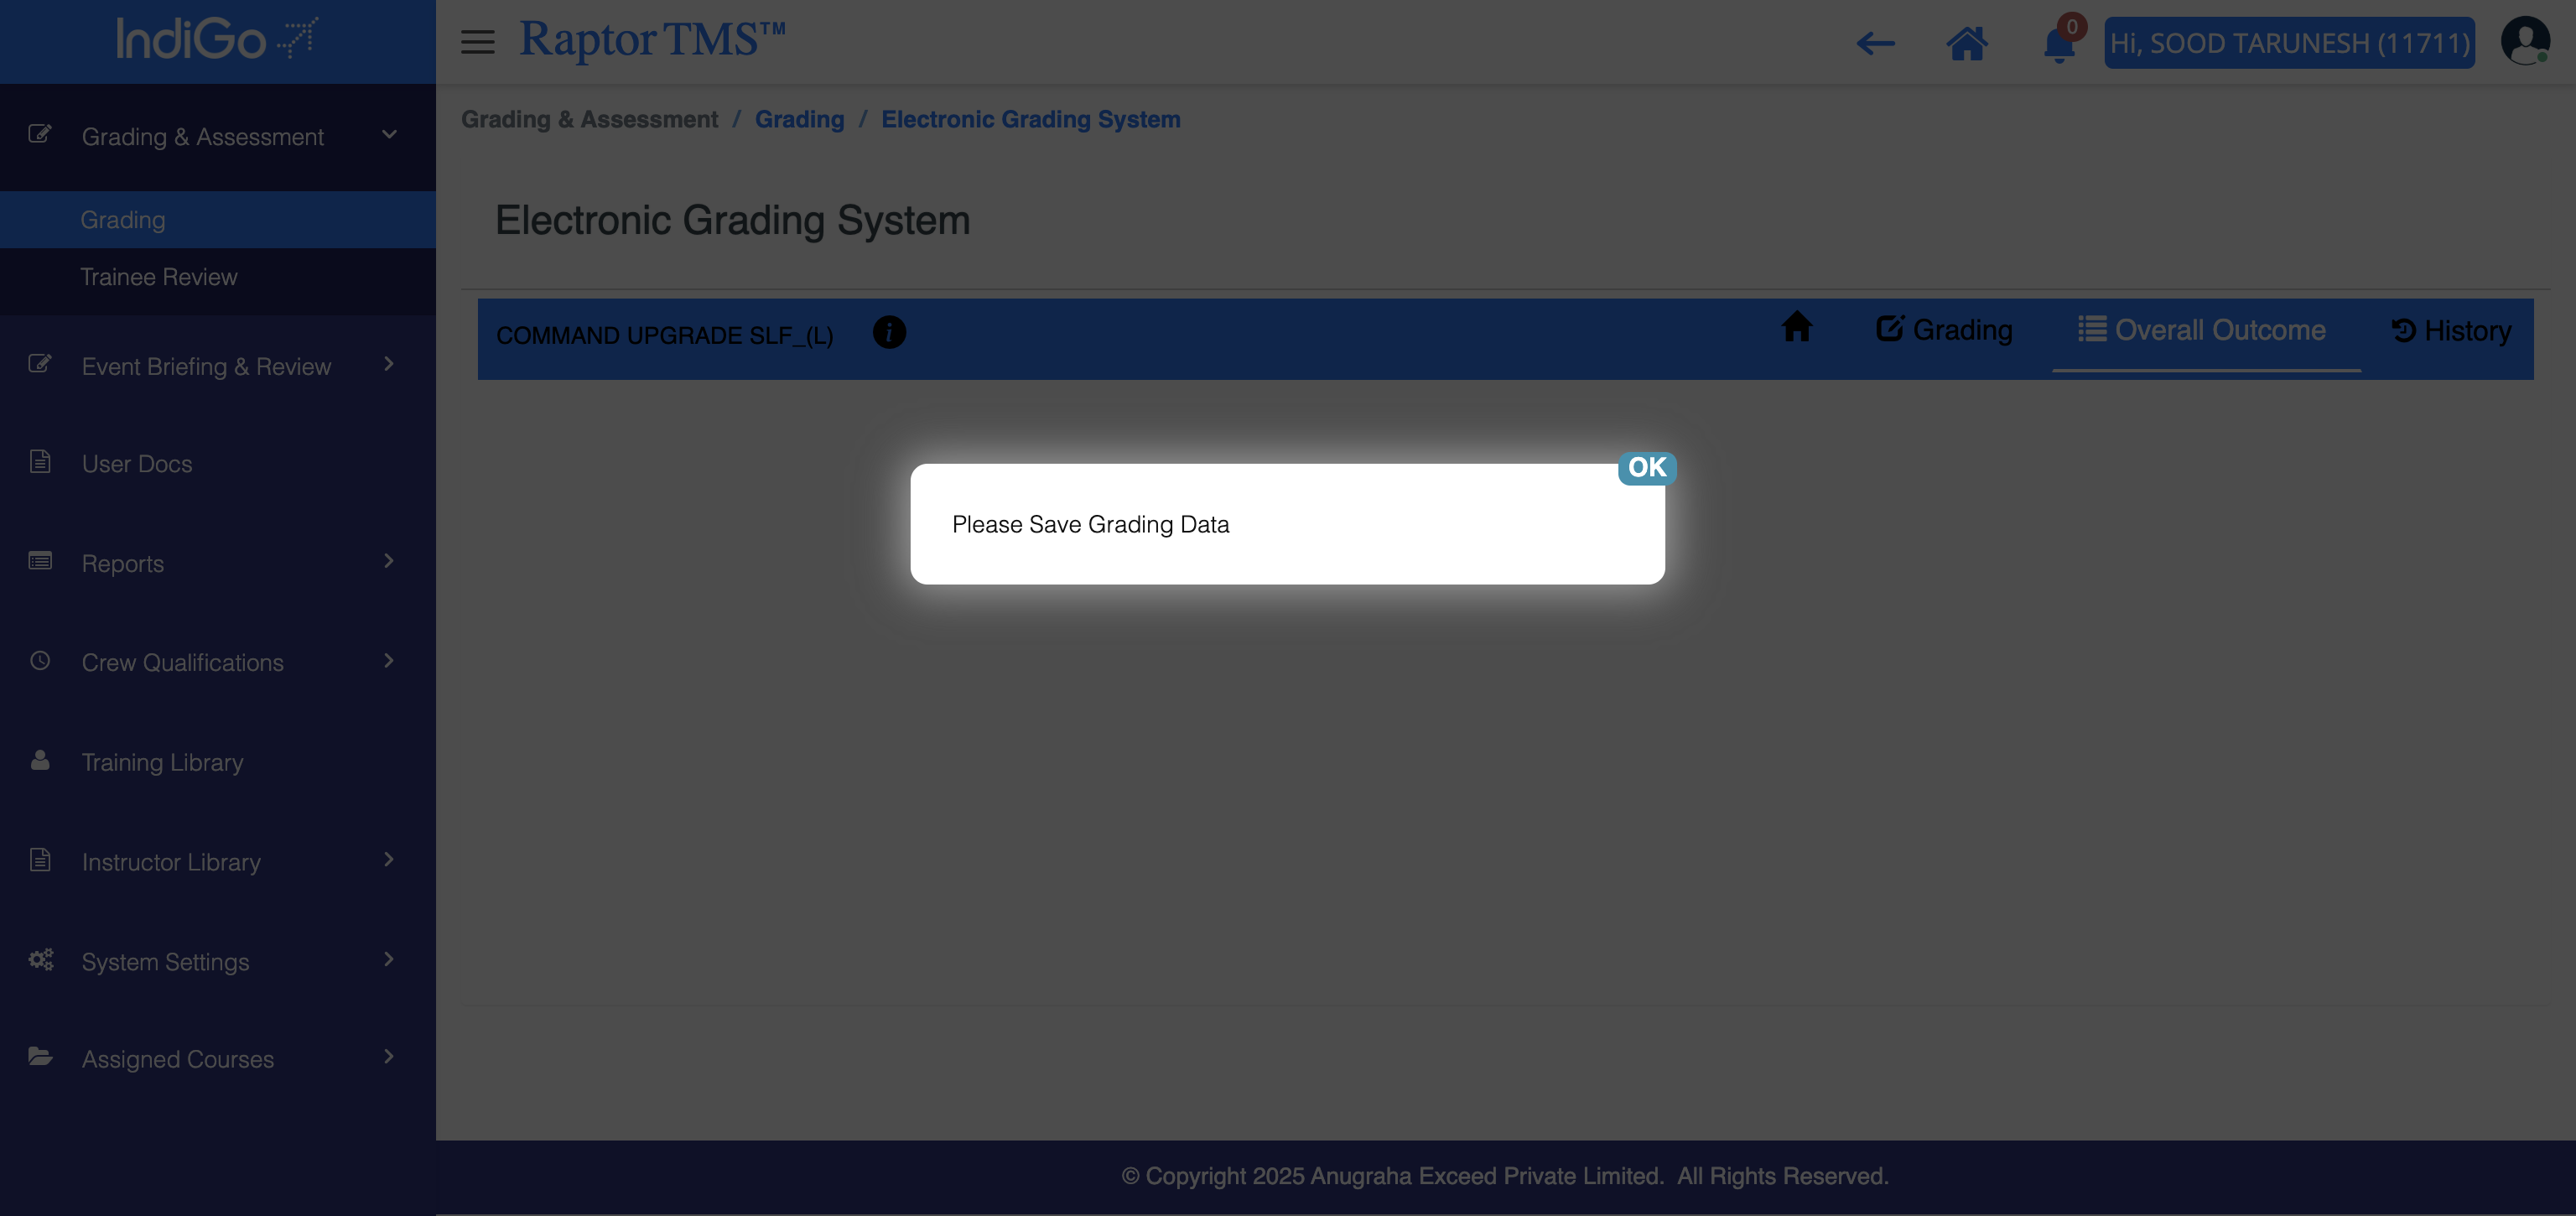 IndiGo
Raptor TMS™
0
Hi, SOOD TARUNESH (11711)
Grading & Assessment
Grading
Trainee Review
Event Briefing & Review
User Docs
Reports
Crew Qualifications
Training Library
Instructor Library
System Settings
Assigned Courses
Grading & Assessment / Grading / Electronic Grading System
Electronic Grading System
COMMAND UPGRADE SLF_(L)
i
Grading
Overall Outcome
History
OK
Please Save Grading Data
© Copyright 2025 Anugraha Exceed Private Limited. All Rights Reserved.